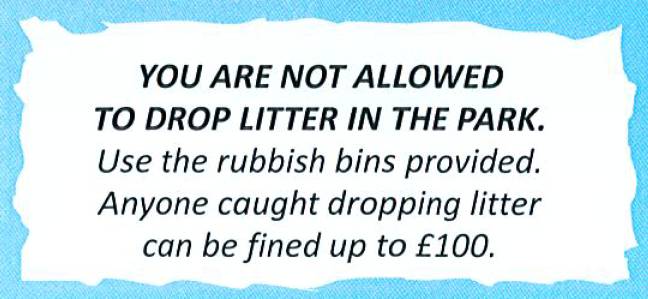 YOU ARE NOT ALLOWED
TO DROP LITTER IN THE PARK.
Use the rubbish bins provided.
Anyone caught dropping litter
can be fined up to £100.